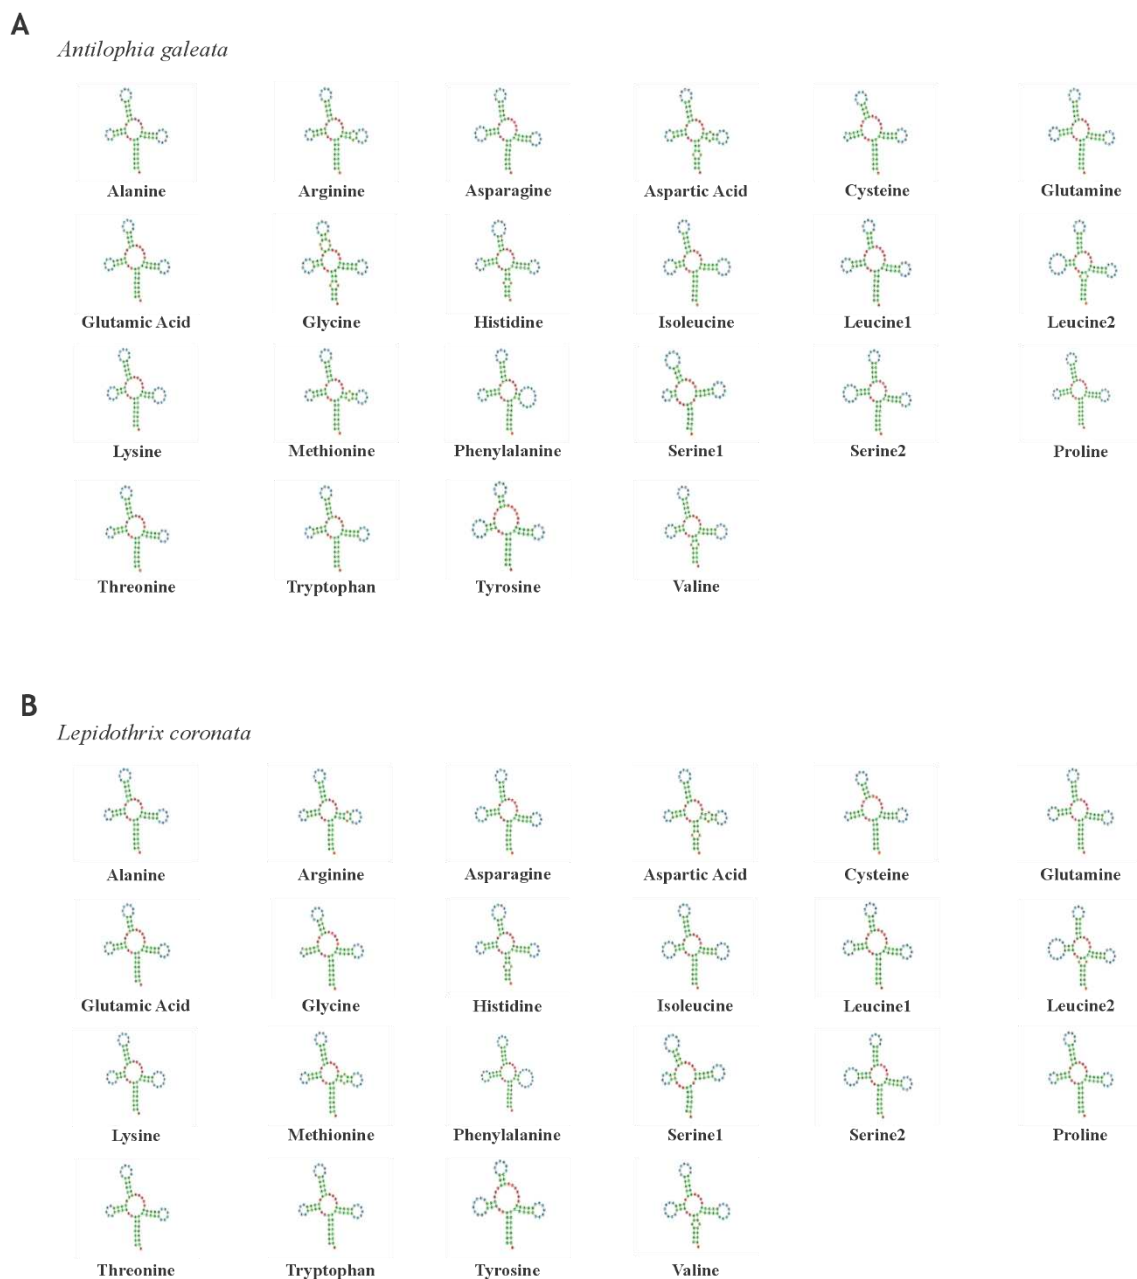 A
Antilophia galeata
Alanine Arginine Asparagine Aspartic Acid Cysteine Glutamine
Glutamic Acid Glycine Histidine Isoleucine Leucine1 Leucine2
Lysine Methionine Phenylalanine Serine1 Serine2 Proline
Threonine Tryptophan Tyrosine Valine
B
Lepidothrix coronata
Alanine Arginine Asparagine Aspartic Acid Cysteine Glutamine
Glutamic Acid Glycine Histidine Isoleucine Leucine1 Leucine2
Lysine Methionine Phenylalanine Serine1 Serine2 Proline
Threonine Tryptophan Tyrosine Valine